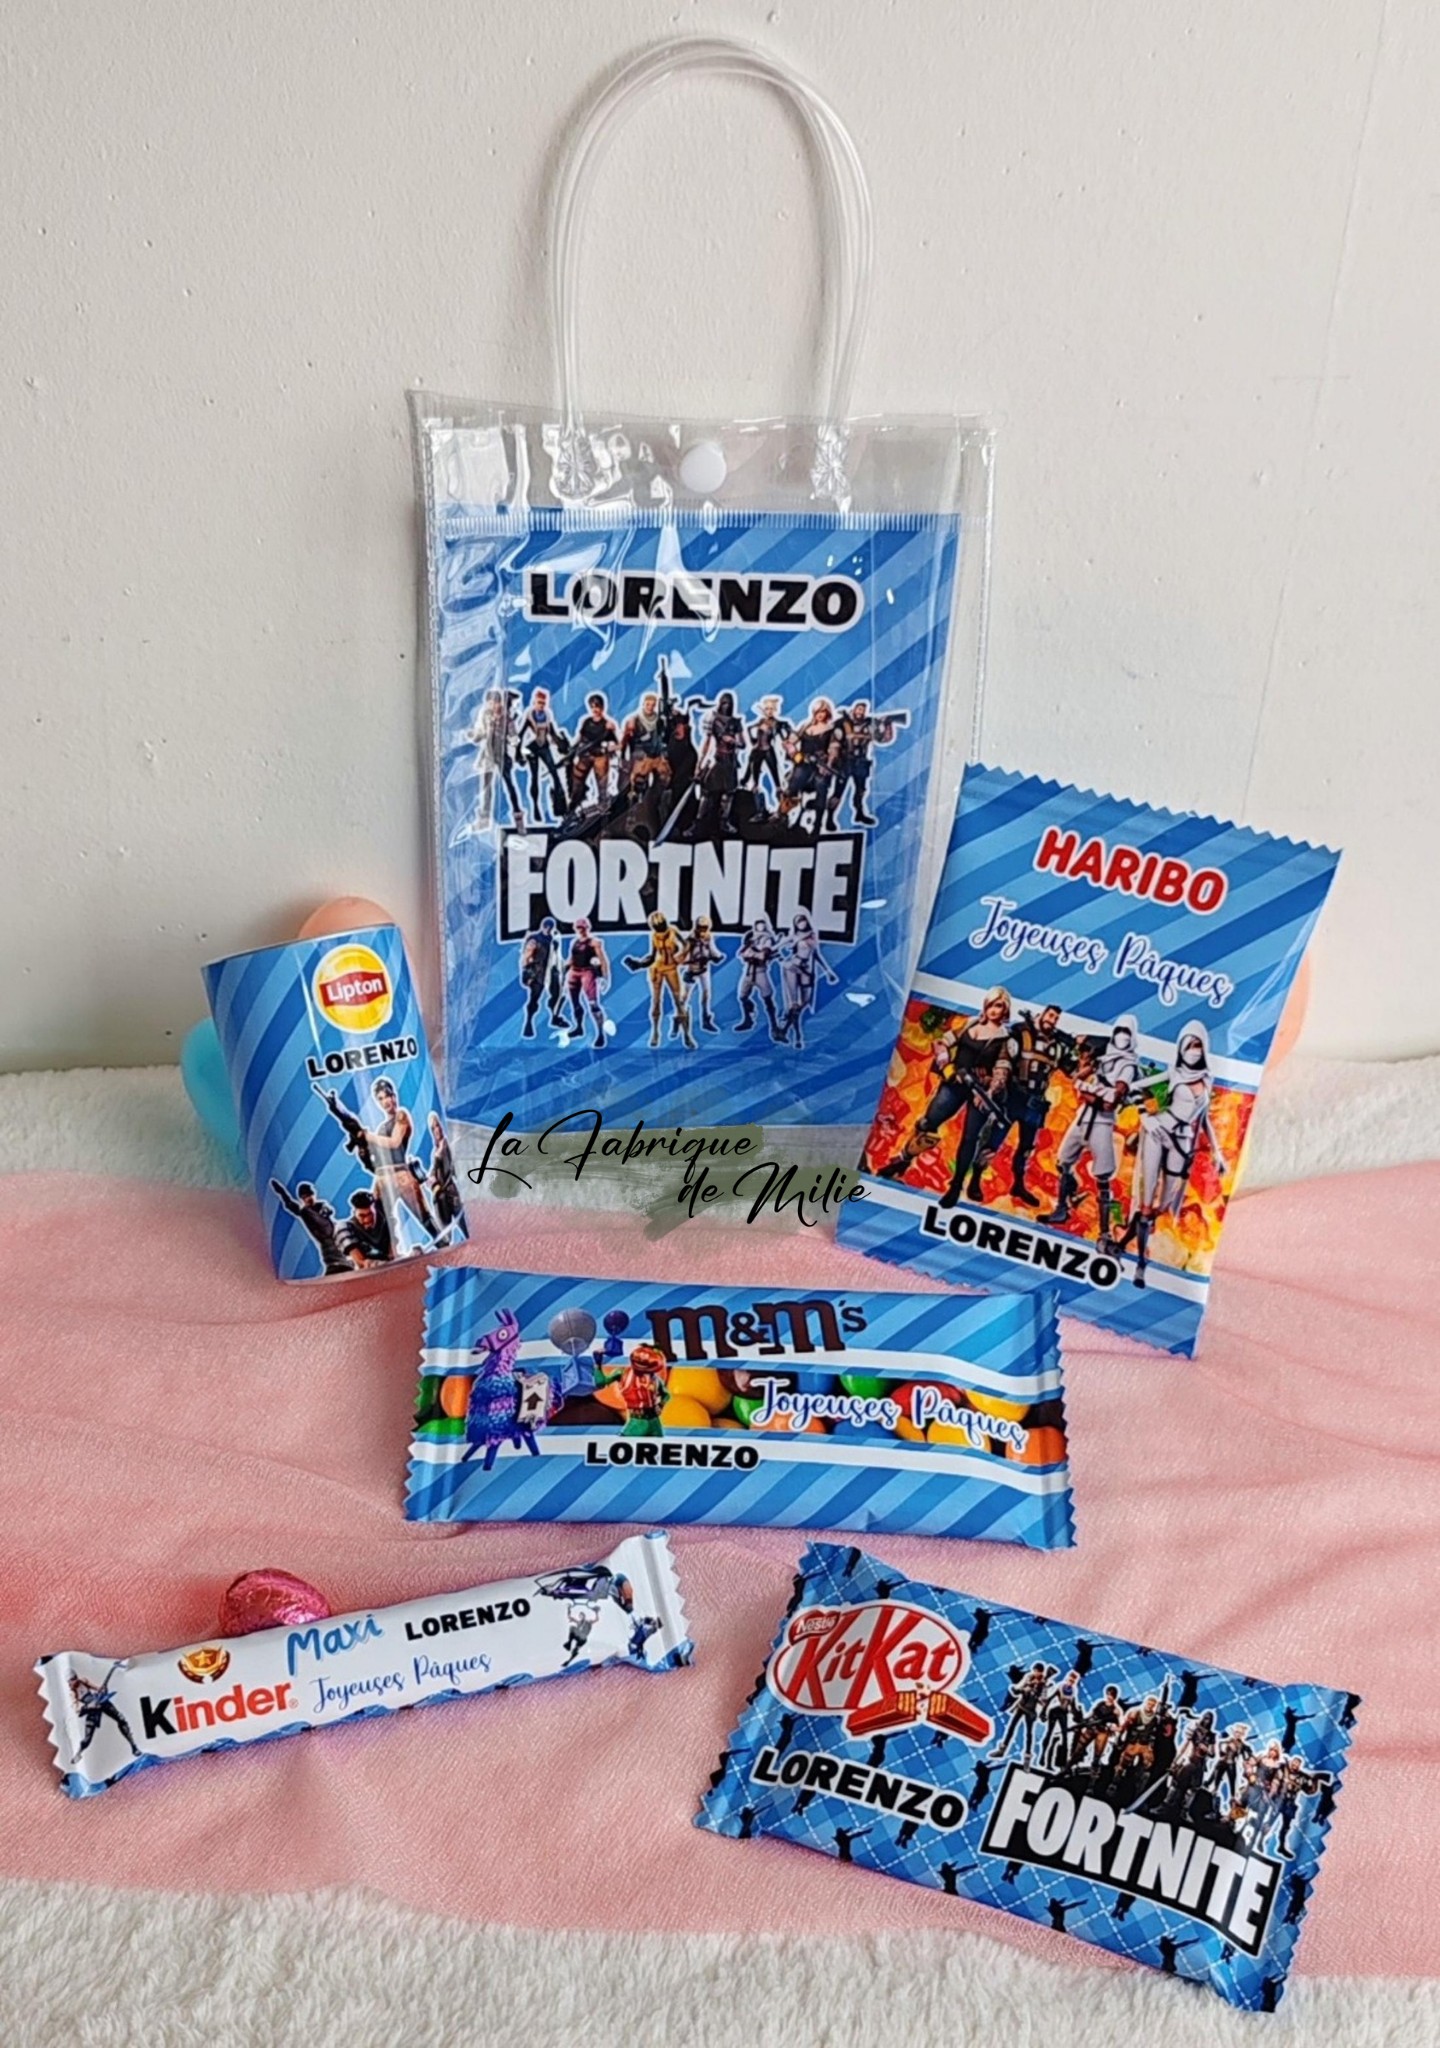 LORENZO
FORTNITE
HARIBO
Joyeuses Pâques
LORENZO
Lipton
LORENZO
La Fabrique
de Milie
m&m's
Joyeuses Pâques
LORENZO
Kinder
Maxi
LORENZO
Joyeuses Pâques
Nestlé
KitKat
LORENZO
FORTNITE